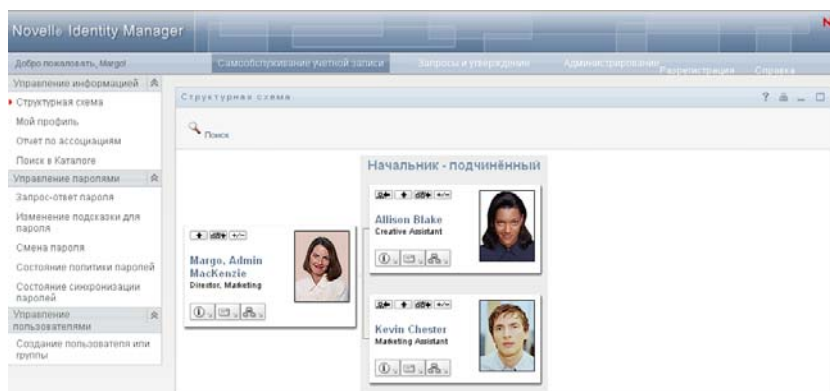 Novell® Identity Manager
N
Добро пожаловать, Margo!
Самообслуживание учетной записи
Запросы и утверждения
Администрирование
Разрегистрация
Справка
Управление информацией
Структурная схема
Мой профиль
Отчет по ассоциациям
Поиск в Каталоге
Управление паролями
Запрос-ответ пароля
Изменение подсказки для
пароля
Смена пароля
Состояние политики паролей
Состояние синхронизации
паролей
Управление
пользователями
Создание пользователя или
группы
Структурная схема
Поиск
Начальник - подчинённый
Margo, Admin
MacKenzie
Director, Marketing
Allison Blake
Creative Assistant
Kevin Chester
Marketing Assistant